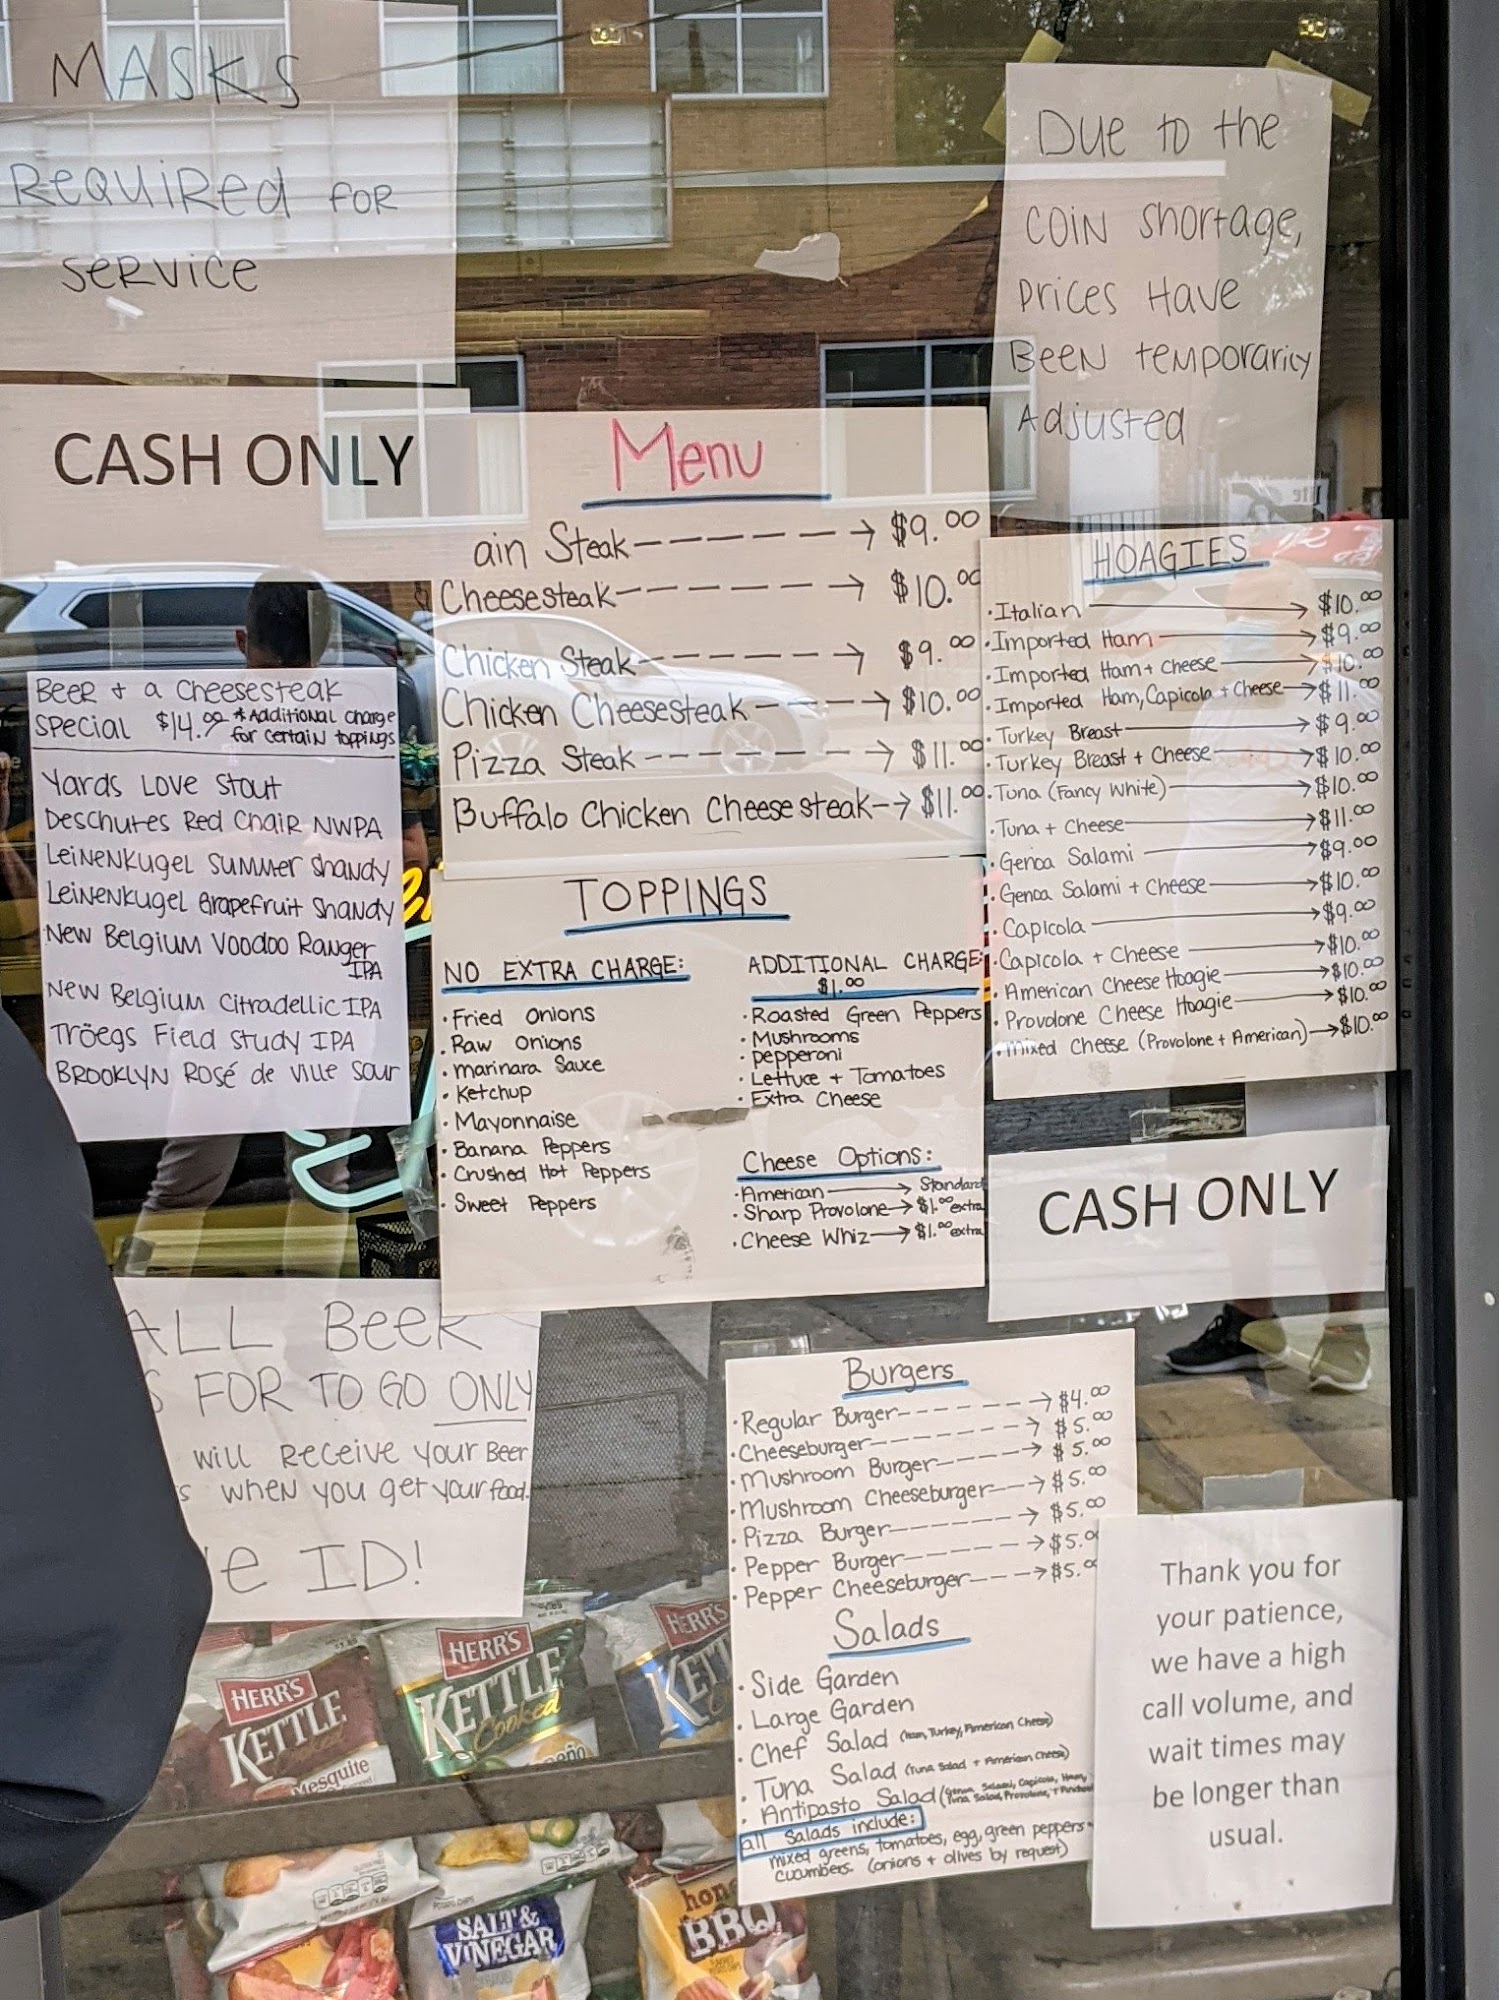 MASKS
Required for
service
Due to the
coin shortage,
prices have
Been temporarily
Adjusted
CASH ONLY
Menu
ain Steak $9.00
Cheesesteak $10.00
Chicken Steak $9.00
Chicken Cheesesteak $10.00
Pizza Steak $11.00
Buffalo Chicken Cheesesteak $11.00
HOAGIES
Italian $10.00
Imported Ham $9.00
Imported Ham + Cheese $10.00
Imported Ham, Capicola + Cheese $11.00
Turkey Breast $9.00
Turkey Breast + Cheese $10.00
Tuna (Fancy White) $10.00
Tuna + Cheese $11.00
Genoa Salami $9.00
Genoa Salami + Cheese $10.00
Capicola $9.00
Capicola + Cheese $10.00
American Cheese Hoagie $10.00
Provolone Cheese Hoagie $10.00
Mixed Cheese (Provolone + American) $10.00
Beer + a Cheesesteak
Special $14.00 *Additional charge
for certain toppings
Yards Love Stout
Deschutes Red Chair NWPA
Leinenkugel Summer Shandy
Leinenkugel Grapefruit Shandy
New Belgium Voodoo Ranger
IPA
New Belgium Citradellic IPA
Tröegs Field Study IPA
Brooklyn Rosé de Ville Sour
TOPPINGS
NO EXTRA CHARGE:
Fried Onions
Raw Onions
Marinara Sauce
Ketchup
Mayonnaise
Banana Peppers
Crushed Hot Peppers
Sweet Peppers
ADDITIONAL CHARGE:
$1.00
Roasted Green Peppers
Mushrooms
Pepperoni
Lettuce + Tomatoes
Extra Cheese
Cheese Options:
American Standard
Sharp Provolone $1.00 extra
Cheese Whiz $1.00 extra
CASH ONLY
ALL Beer
S FOR TO GO ONLY
will receive your Beer
s when you get your food.
e ID!
Burgers
Regular Burger $4.00
Cheeseburger $5.00
Mushroom Burger $5.00
Mushroom Cheeseburger $5.00
Pizza Burger $5.00
Pepper Burger $5.0
Pepper Cheeseburger $5.0
Salads
Side Garden
Large Garden
Chef Salad (Ham, Turkey, American Cheese)
Tuna Salad (Tuna Salad + American Cheese)
Antipasto Salad (Genoa Salami, Capicola, Ham,
Tuna Salad, Provolone, +
all Salads include:
mixed greens, tomatoes, egg, green peppers
cucumbers. (onions + olives by request)
Thank you for
your patience,
we have a high
call volume, and
wait times may
be longer than
usual.
HERR'S
KETTLE
Cooked
Mesquite
HERR'S
KETTLE
Cooked
HERR'S
SALT &
VINEGAR
BBQ